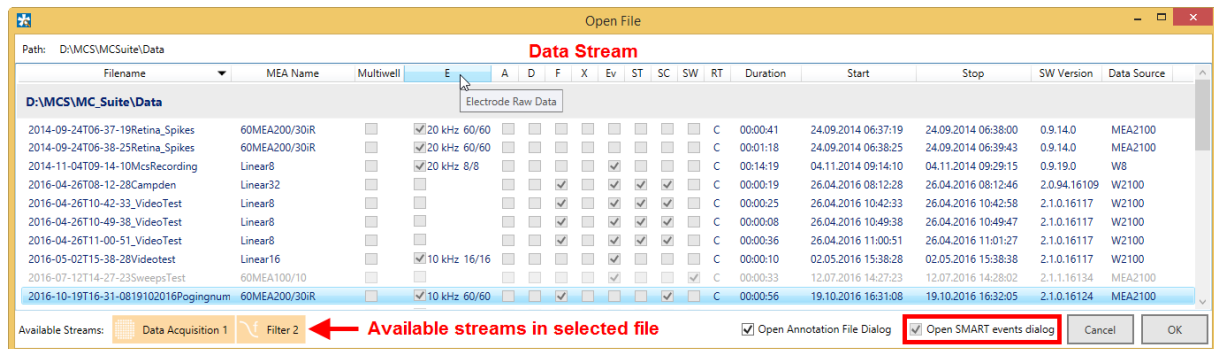 Open File
Path: D:\MCS\MCSuite\Data
Data Stream
Filename MEA Name Multiwell E A D F X Ev ST SC SW RT Duration Start Stop SW Version Data Source
D:\MCS\MC_Suite\Data
Electrode Raw Data
2014-09-24T06-37-19Retina_Spikes 60MEA200/30iR 20 kHz 60/60 C 00:00:41 24.09.2014 06:37:19 24.09.2014 06:38:00 0.9.14.0 MEA2100
2014-09-24T06-38-25Retina_Spikes 60MEA200/30iR 20 kHz 60/60 C 00:01:18 24.09.2014 06:38:25 24.09.2014 06:39:43 0.9.14.0 MEA2100
2014-11-04T09-14-10McsRecording Linear8 20 kHz 8/8 C 00:14:19 04.11.2014 09:14:10 04.11.2014 09:29:15 0.9.19.0 W8
2016-04-26T08-12-28Campden Linear32 C 00:00:19 26.04.2016 08:12:28 26.04.2016 08:12:46 2.0.94.16109 W2100
2016-04-26T10-42-33_VideoTest Linear8 C 00:00:25 26.04.2016 10:42:33 26.04.2016 10:42:58 2.1.0.16117 W2100
2016-04-26T10-49-38_VideoTest Linear8 C 00:00:08 26.04.2016 10:49:38 26.04.2016 10:49:47 2.1.0.16117 W2100
2016-04-26T11-00-51_VideoTest Linear8 C 00:00:36 26.04.2016 11:00:51 26.04.2016 11:01:27 2.1.0.16117 W2100
2016-05-02T15-38-28Videotest Linear16 10 kHz 16/16 C 00:00:10 02.05.2016 15:38:28 02.05.2016 15:38:38 2.1.0.16117 W2100
2016-07-12T14-27-23SweepsTest 60MEA100/10 C 00:00:33 12.07.2016 14:27:23 12.07.2016 14:28:02 2.1.1.16134 MEA2100
2016-10-19T16-31-0819102016Pogingnum 60MEA200/30iR 10 kHz 60/60 C 00:00:56 19.10.2016 16:31:08 19.10.2016 16:32:05 2.1.0.16124 MEA2100
Available Streams: Data Acquisition 1 Filter 2 Available streams in selected file Open Annotation File Dialog Open SMART events dialog Cancel OK